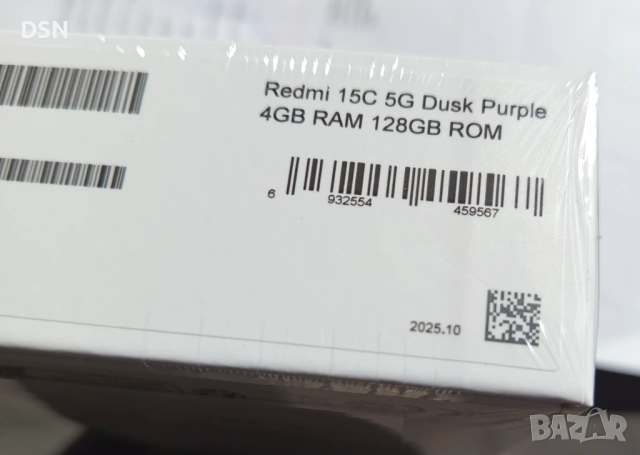 DSN
Redmi 15C 5G Dusk Purple
4GB RAM 128GB ROM
6 932554 459567
2025.10
BAZAR